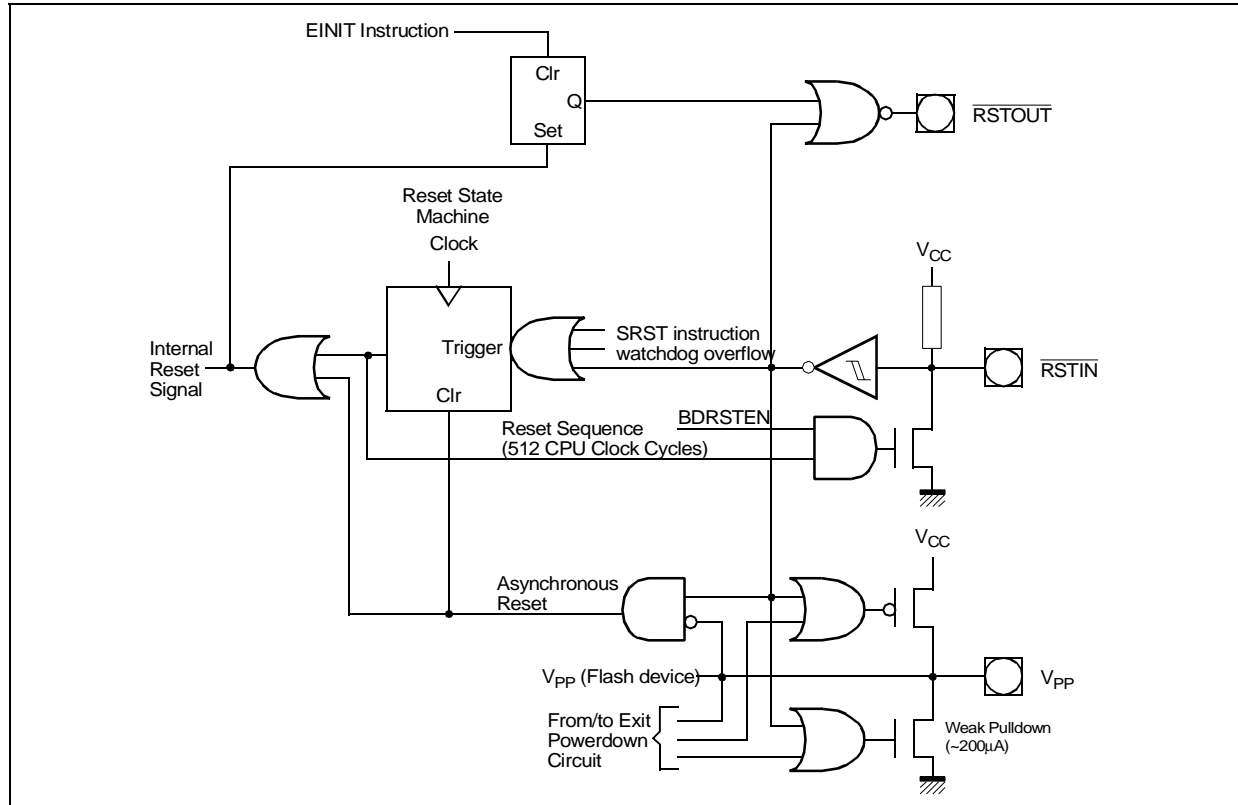 EINIT Instruction
Clr
Q
Set
RSTOUT
Reset State
Machine
Clock
VCC
Trigger
SRST instruction
watchdog overflow
Internal
Reset
Signal
RSTIN
Clr
BDRSTEN
Reset Sequence
(512 CPU Clock Cycles)
VCC
Asynchronous
Reset
VPP (Flash device)
VPP
From/to Exit
Powerdown
Circuit
Weak Pulldown
(~200µA)